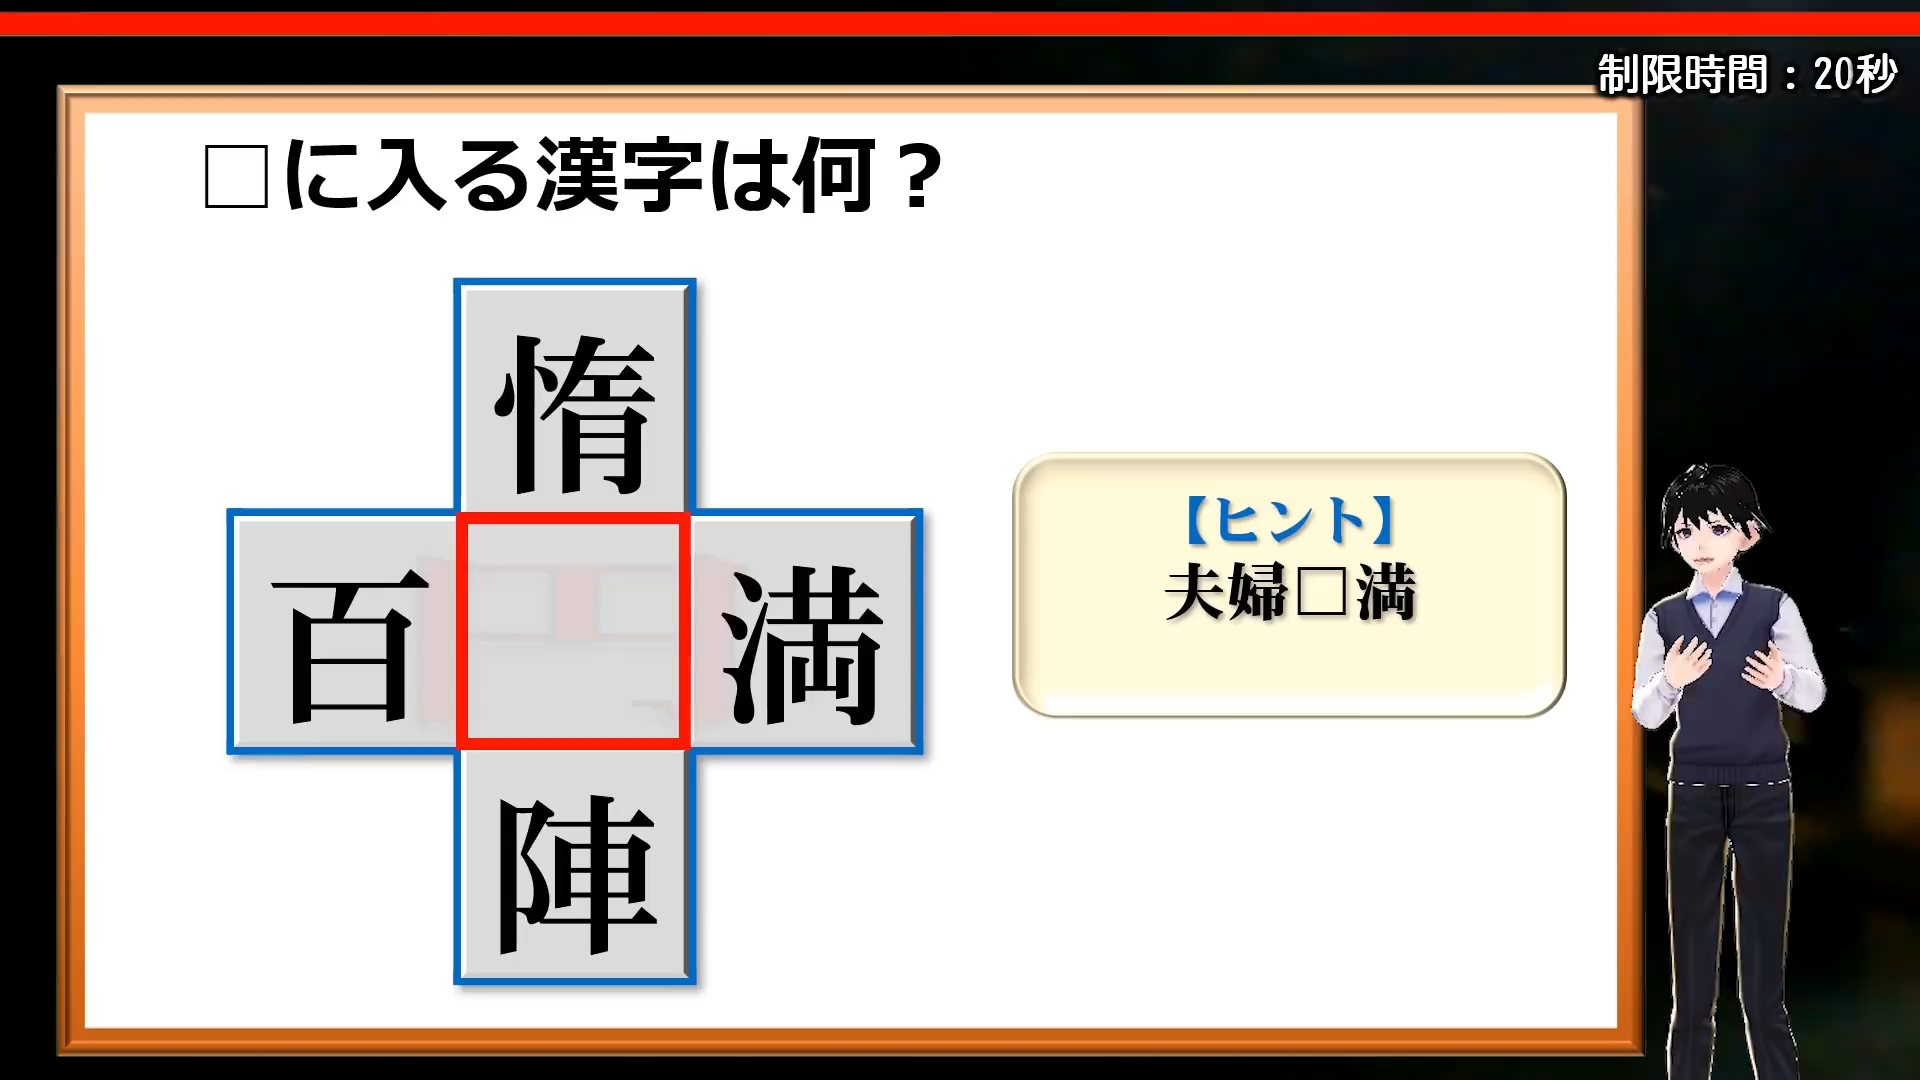 制限時間：20秒
□に入る漢字は何？
惰
百□満
陣
【ヒント】
夫婦□満